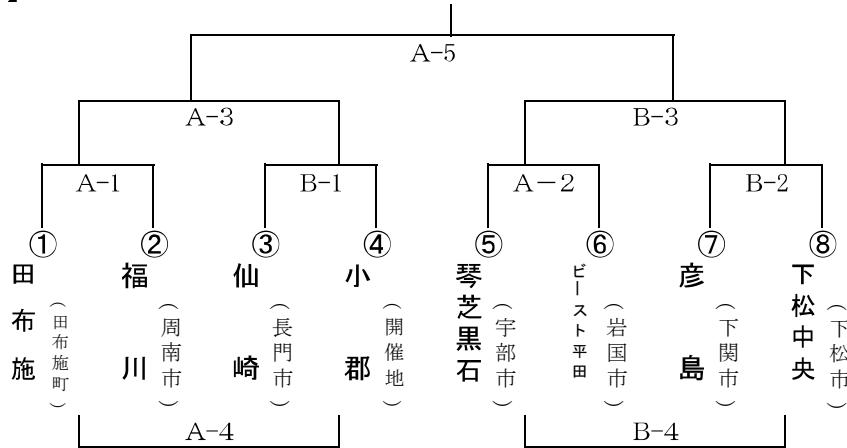 A-5
A-3
B-3
A-1
B-1
A－2
B-2
①
②
③
④
⑤
⑥
⑦
⑧
田布施
（田布施町）
福川
（周南市）
仙崎
（長門市）
小郡
（開催地）
琴芝黒石
（宇部市）
ビースト平田
（岩国市）
彦島
（下関市）
下松中央
（下松市）
A-4
B-4